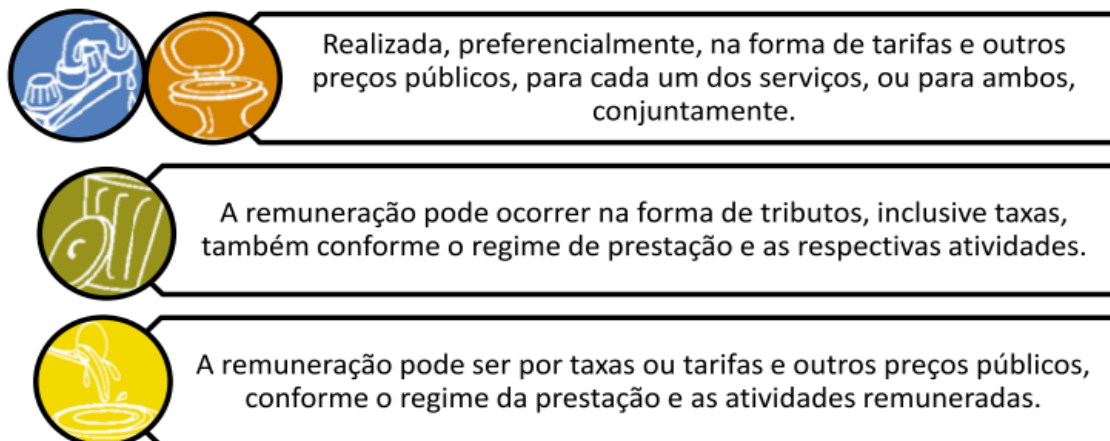 Realizada, preferencialmente, na forma de tarifas e outros
preços públicos, para cada um dos serviços, ou para ambos,
conjuntamente.
A remuneração pode ocorrer na forma de tributos, inclusive taxas,
também conforme o regime de prestação e as respectivas atividades.
A remuneração pode ser por taxas ou tarifas e outros preços públicos,
conforme o regime da prestação e as atividades remuneradas.